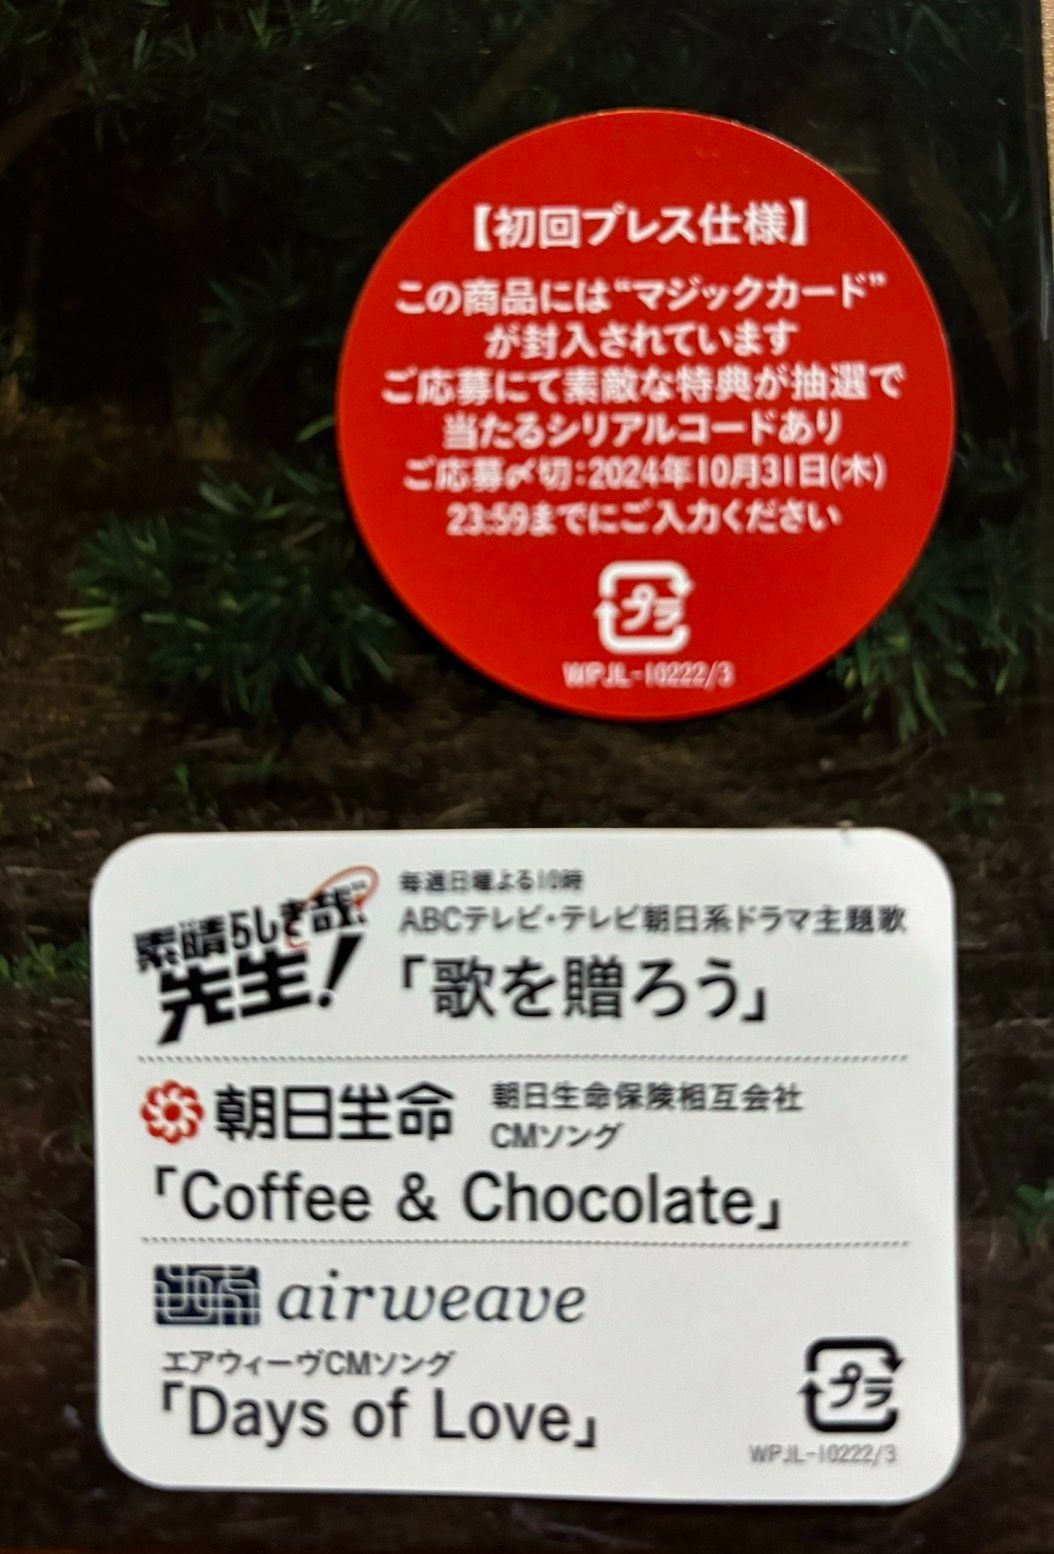 【初回プレス仕様】
この商品には“マジックカード”
が封入されています
ご応募にて素敵な特典が抽選で
当たるシリアルコードあり
ご応募〆切：2024年10月31日(木)
23:59までにご入力ください
プラ
WPJL-10222/3
素晴らしき哉、
先生！
毎週日曜よる10時
ABCテレビ・テレビ朝日系ドラマ主題歌
「歌を贈ろう」
朝日生命
朝日生命保険相互会社
CMソング
「Coffee & Chocolate」
airweave
エアウィーヴCMソング
「Days of Love」
プラ
WPJL-10222/3